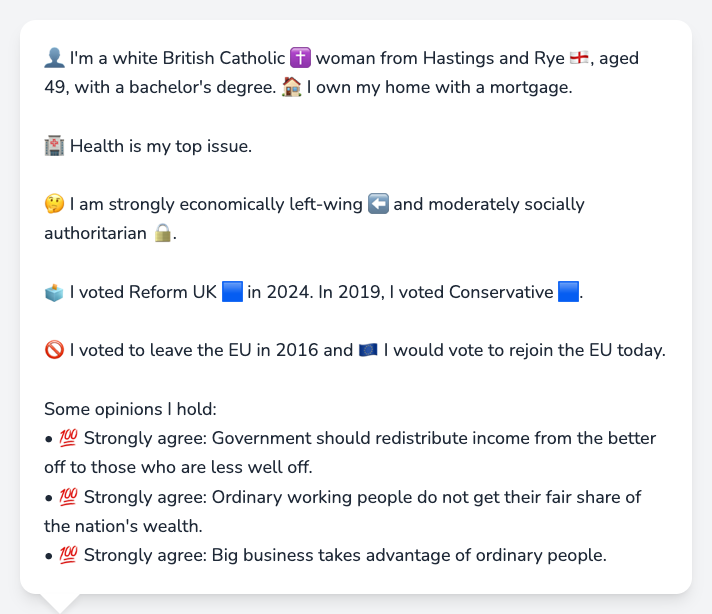 👤 I'm a white British Catholic ✝️ woman from Hastings and Rye 🏴󠁧󠁢󠁥󠁮󠁧󠁿, aged
49, with a bachelor's degree. 🏠 I own my home with a mortgage.
🏥 Health is my top issue.
🤔 I am strongly economically left-wing ⬅️ and moderately socially
authoritarian 🔒.
🗳️ I voted Reform UK 🟦 in 2024. In 2019, I voted Conservative 🟦.
🚫 I voted to leave the EU in 2016 and 🇪🇺 I would vote to rejoin the EU today.
Some opinions I hold:
• 💯 Strongly agree: Government should redistribute income from the better
off to those who are less well off.
• 💯 Strongly agree: Ordinary working people do not get their fair share of
the nation's wealth.
• 💯 Strongly agree: Big business takes advantage of ordinary people.